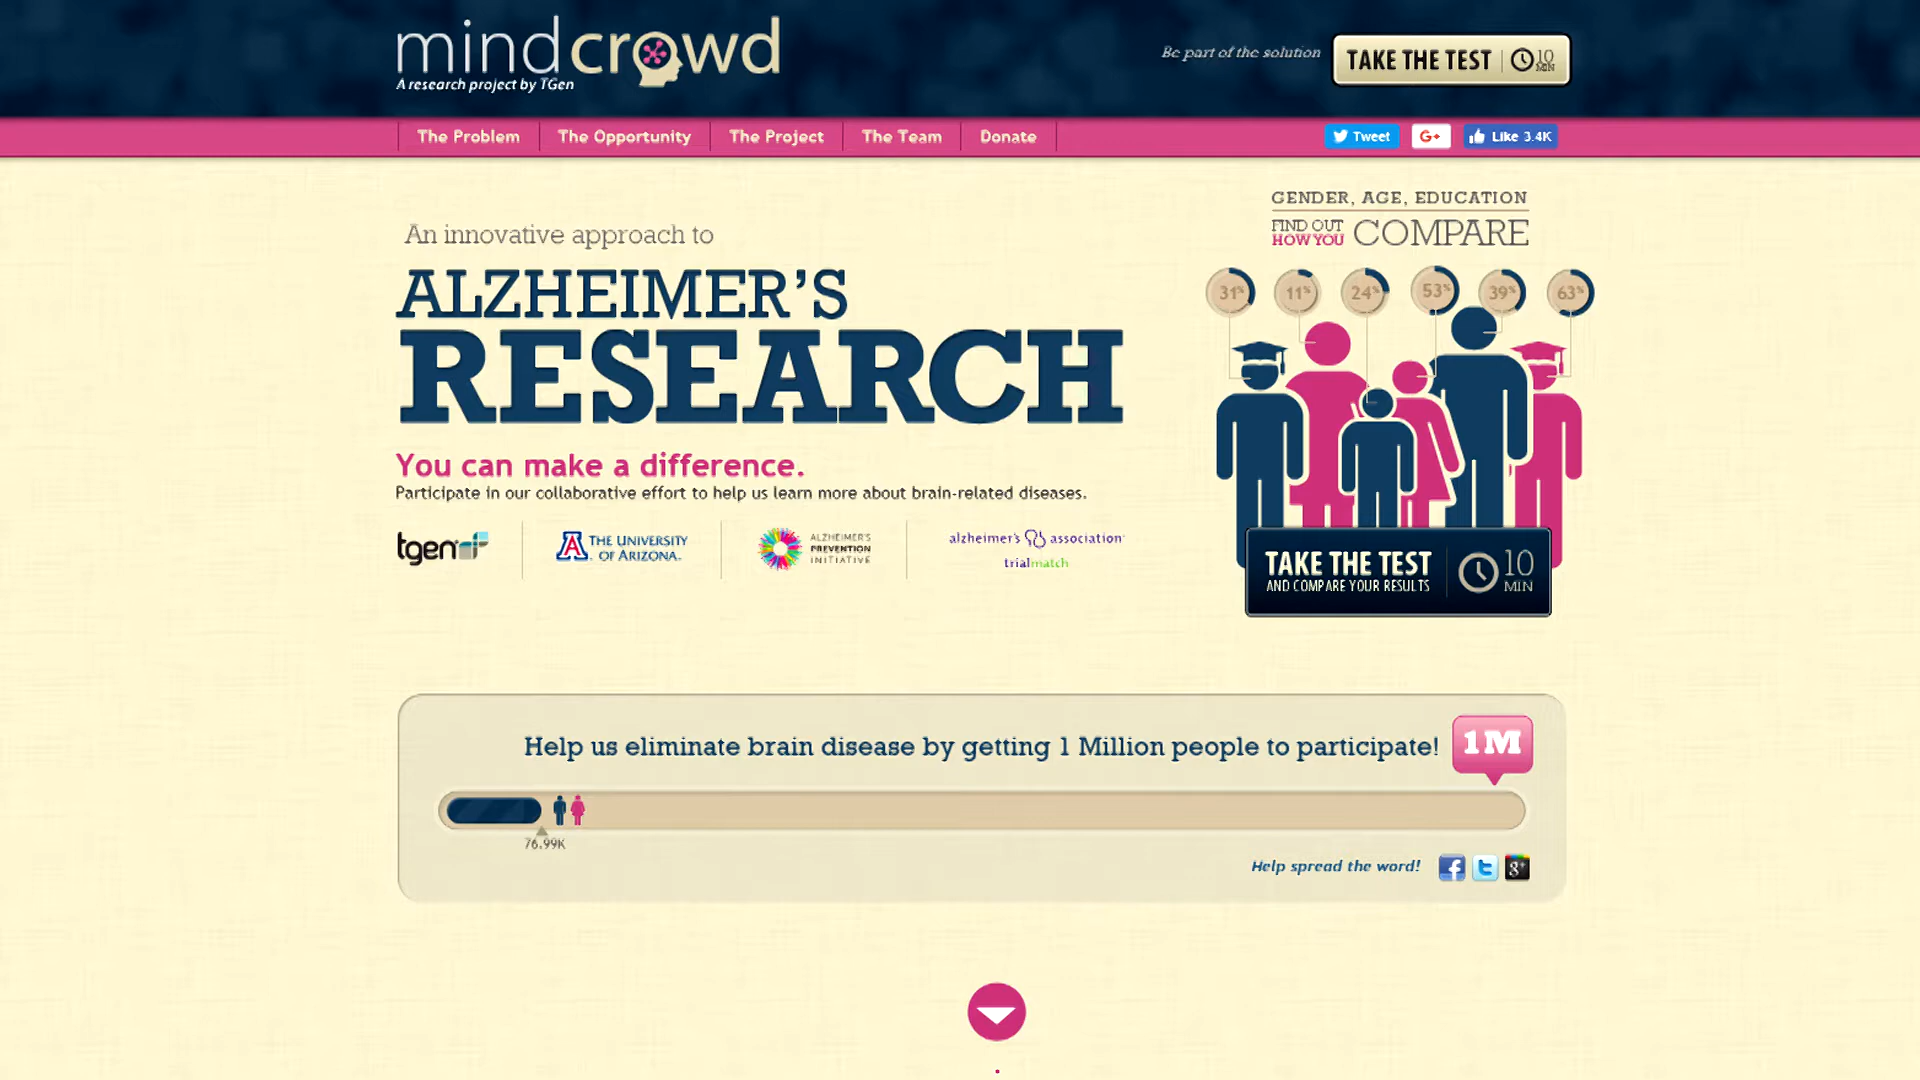 mindcrowd
A research project by TGen
Be part of the solution
TAKE THE TEST
10
MIN
The Problem
The Opportunity
The Project
The Team
Donate
Tweet
G+
Like 3.4K
An innovative approach to
ALZHEIMER'S
RESEARCH
You can make a difference.
Participate in our collaborative effort to help us learn more about brain-related diseases.
tgen
A THE UNIVERSITY
OF ARIZONA.
ALZHEIMER'S
PREVENTION
INITIATIVE
alzheimer's association
trialmatch
GENDER, AGE, EDUCATION
FIND OUT
HOW YOU
COMPARE
31%
11%
24%
53%
39%
63%
TAKE THE TEST
AND COMPARE YOUR RESULTS
10
MIN
Help us eliminate brain disease by getting 1 Million people to participate!
1M
76.99K
Help spread the word!
f
t
g+